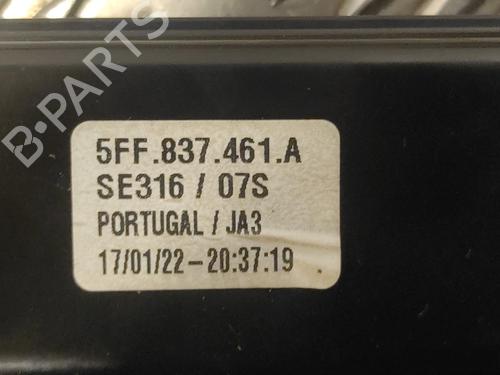 B-PARTS
5FF.837.461.A
SE316 / 07S
PORTUGAL / JA3
17/01/22-20:37:19